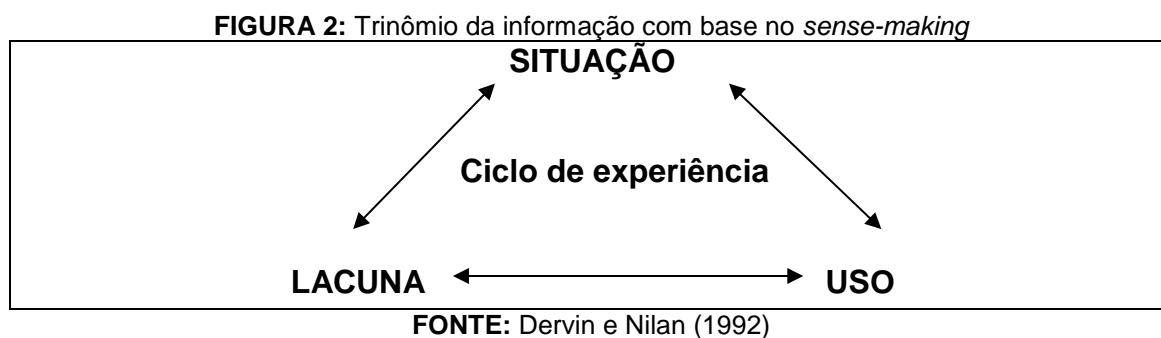 FIGURA 2: Trinômio da informação com base no sense-making
SITUAÇÃO
Ciclo de experiência
LACUNA USO
FONTE: Dervin e Nilan (1992)